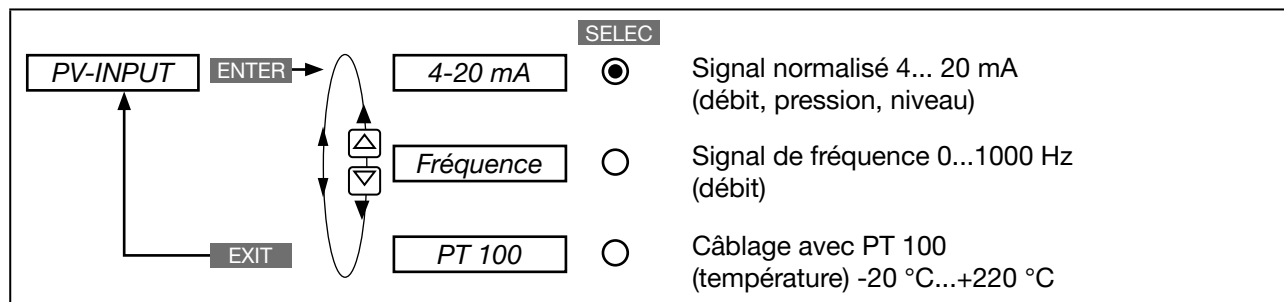 SELEC
PV-INPUT ENTER 4-20 mA Signal normalisé 4... 20 mA
(débit, pression, niveau)
Fréquence Signal de fréquence 0...1000 Hz
(débit)
EXIT PT 100 Câblage avec PT 100
(température) -20 °C...+220 °C